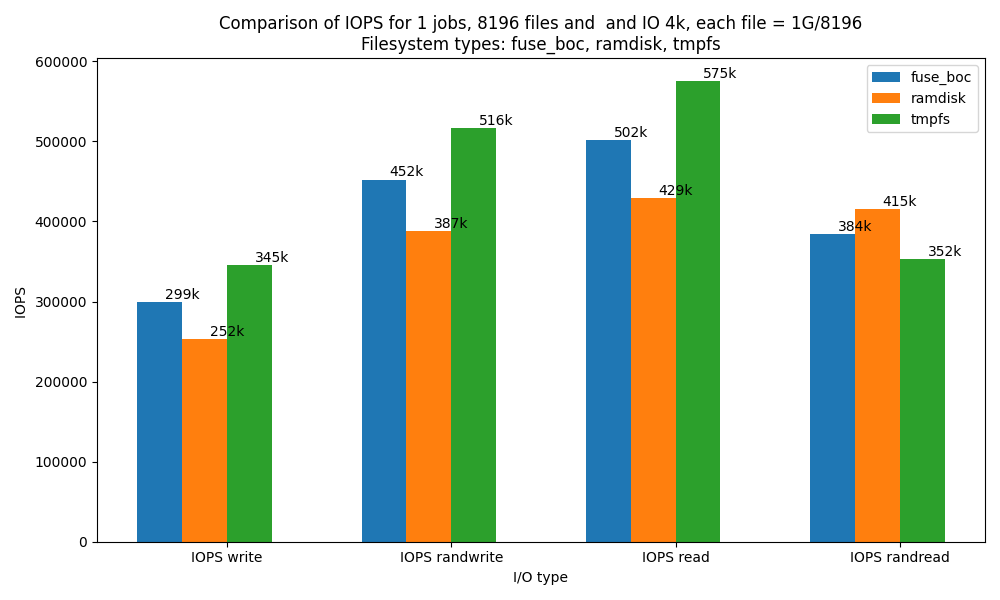 Comparison of IOPS for 1 jobs, 8196 files and  and IO 4k, each file = 1G/8196
Filesystem types: fuse_boc, ramdisk, tmpfs
fuse_boc
ramdisk
tmpfs
IOPS
600000
500000
400000
300000
200000
100000
0
299k
252k
345k
452k
387k
516k
502k
429k
575k
384k
415k
352k
IOPS write
IOPS randwrite
IOPS read
IOPS randread
I/O type